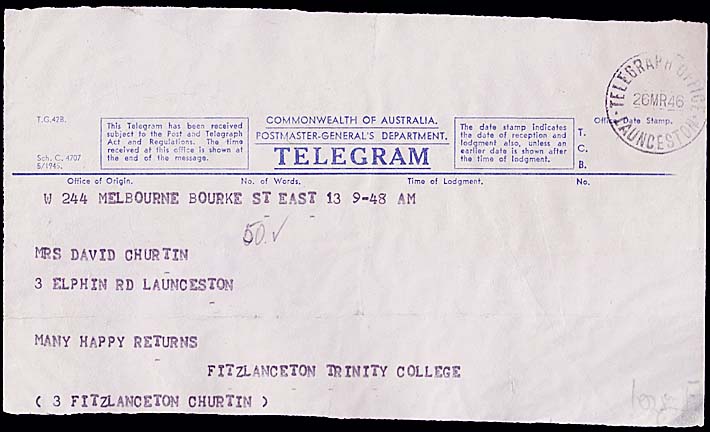 TELEGRAPH OFFICE
26MR46
LAUNCESTON
T.G.42B.
Sch. C. 4707
5/1945.
This Telegram has been received
subject to the Post and Telegraph
Act and Regulations. The time
received at this office is shown at
the end of the message.
COMMONWEALTH OF AUSTRALIA.
POSTMASTER-GENERAL'S DEPARTMENT.
TELEGRAM
The date stamp indicates
the date of reception and
lodgment also, unless an
earlier date is shown after
the time of lodgment.
Office Date Stamp.
T.
C.
B.
Office of Origin. No. of Words. Time of Lodgment. No.
W 244 MELBOURNE BOURKE ST EAST 13 9-48 AM
50.✓
MRS DAVID CHURTIN
3 ELPHIN RD LAUNCESTON
MANY HAPPY RETURNS
FITZLANCETON TRINITY COLLEGE
( 3 FITZLANCETON CHURTIN )